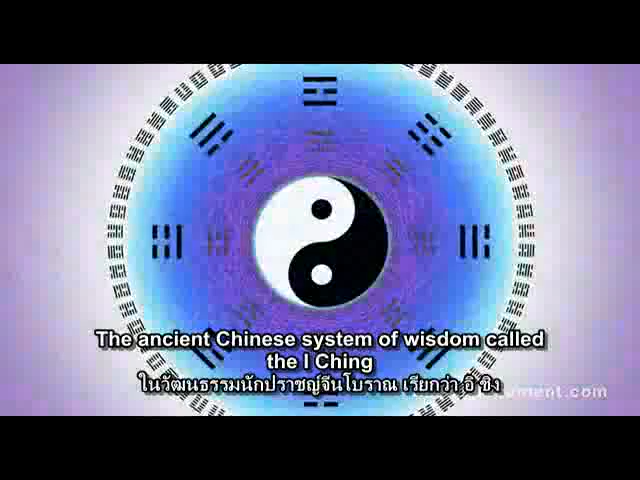 The ancient Chinese system of wisdom called
the I Ching
ในวัฒนธรรมนักปราชญ์จีนโบราณ เรียกว่า อี้ ชิง